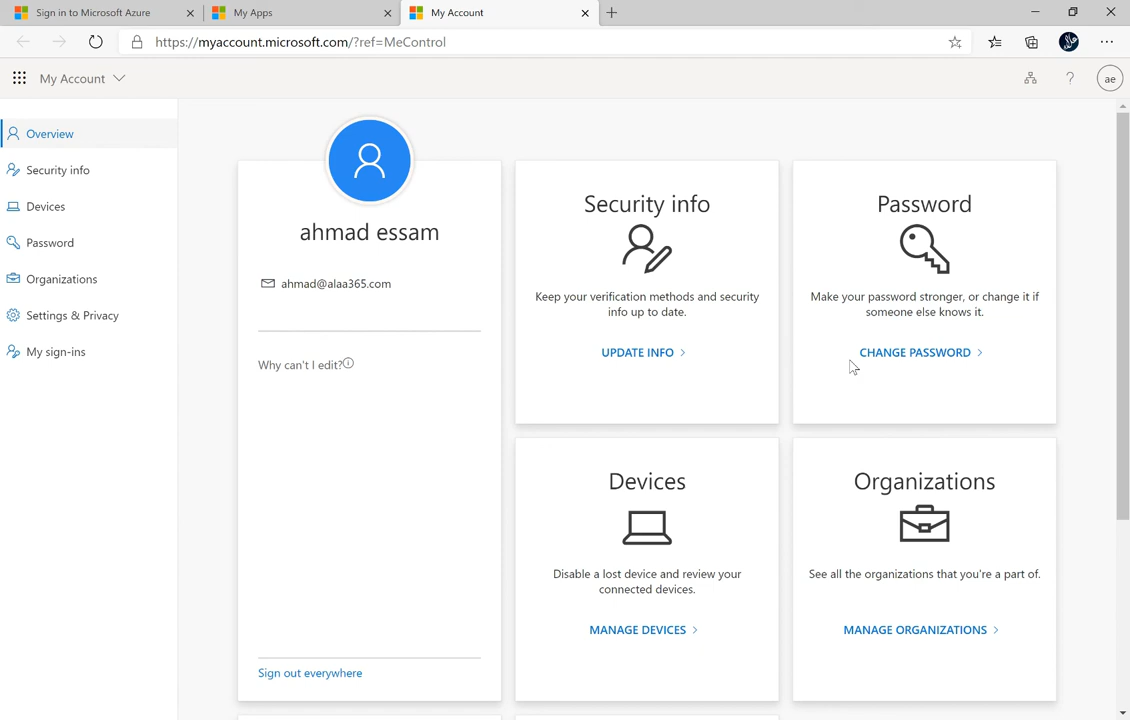 Sign in to Microsoft Azure
My Apps
My Account
https://myaccount.microsoft.com/?ref=MeControl
My Account
?
ae
Overview
Security info
Devices
Password
Organizations
Settings & Privacy
My sign-ins
ahmad essam
ahmad@alaa365.com
Why can't I edit?
Sign out everywhere
Security info
Keep your verification methods and security
info up to date.
UPDATE INFO
Password
Make your password stronger, or change it if
someone else knows it.
CHANGE PASSWORD
Devices
Disable a lost device and review your
connected devices.
MANAGE DEVICES
Organizations
See all the organizations that you're a part of.
MANAGE ORGANIZATIONS